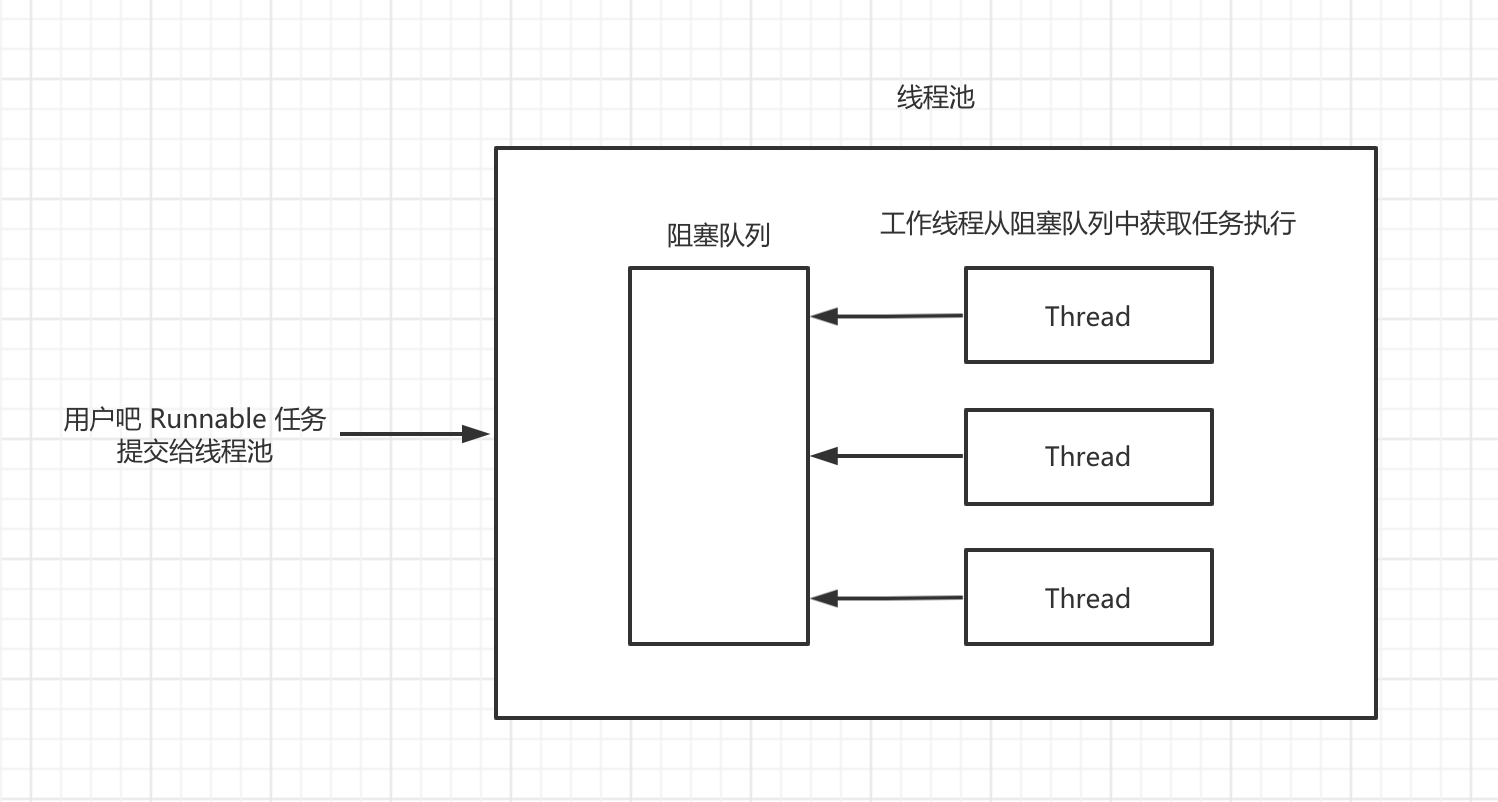 线程池
阻塞队列
工作线程从阻塞队列中获取任务执行
Thread
Thread
Thread
用户吧 Runnable 任务
提交给线程池